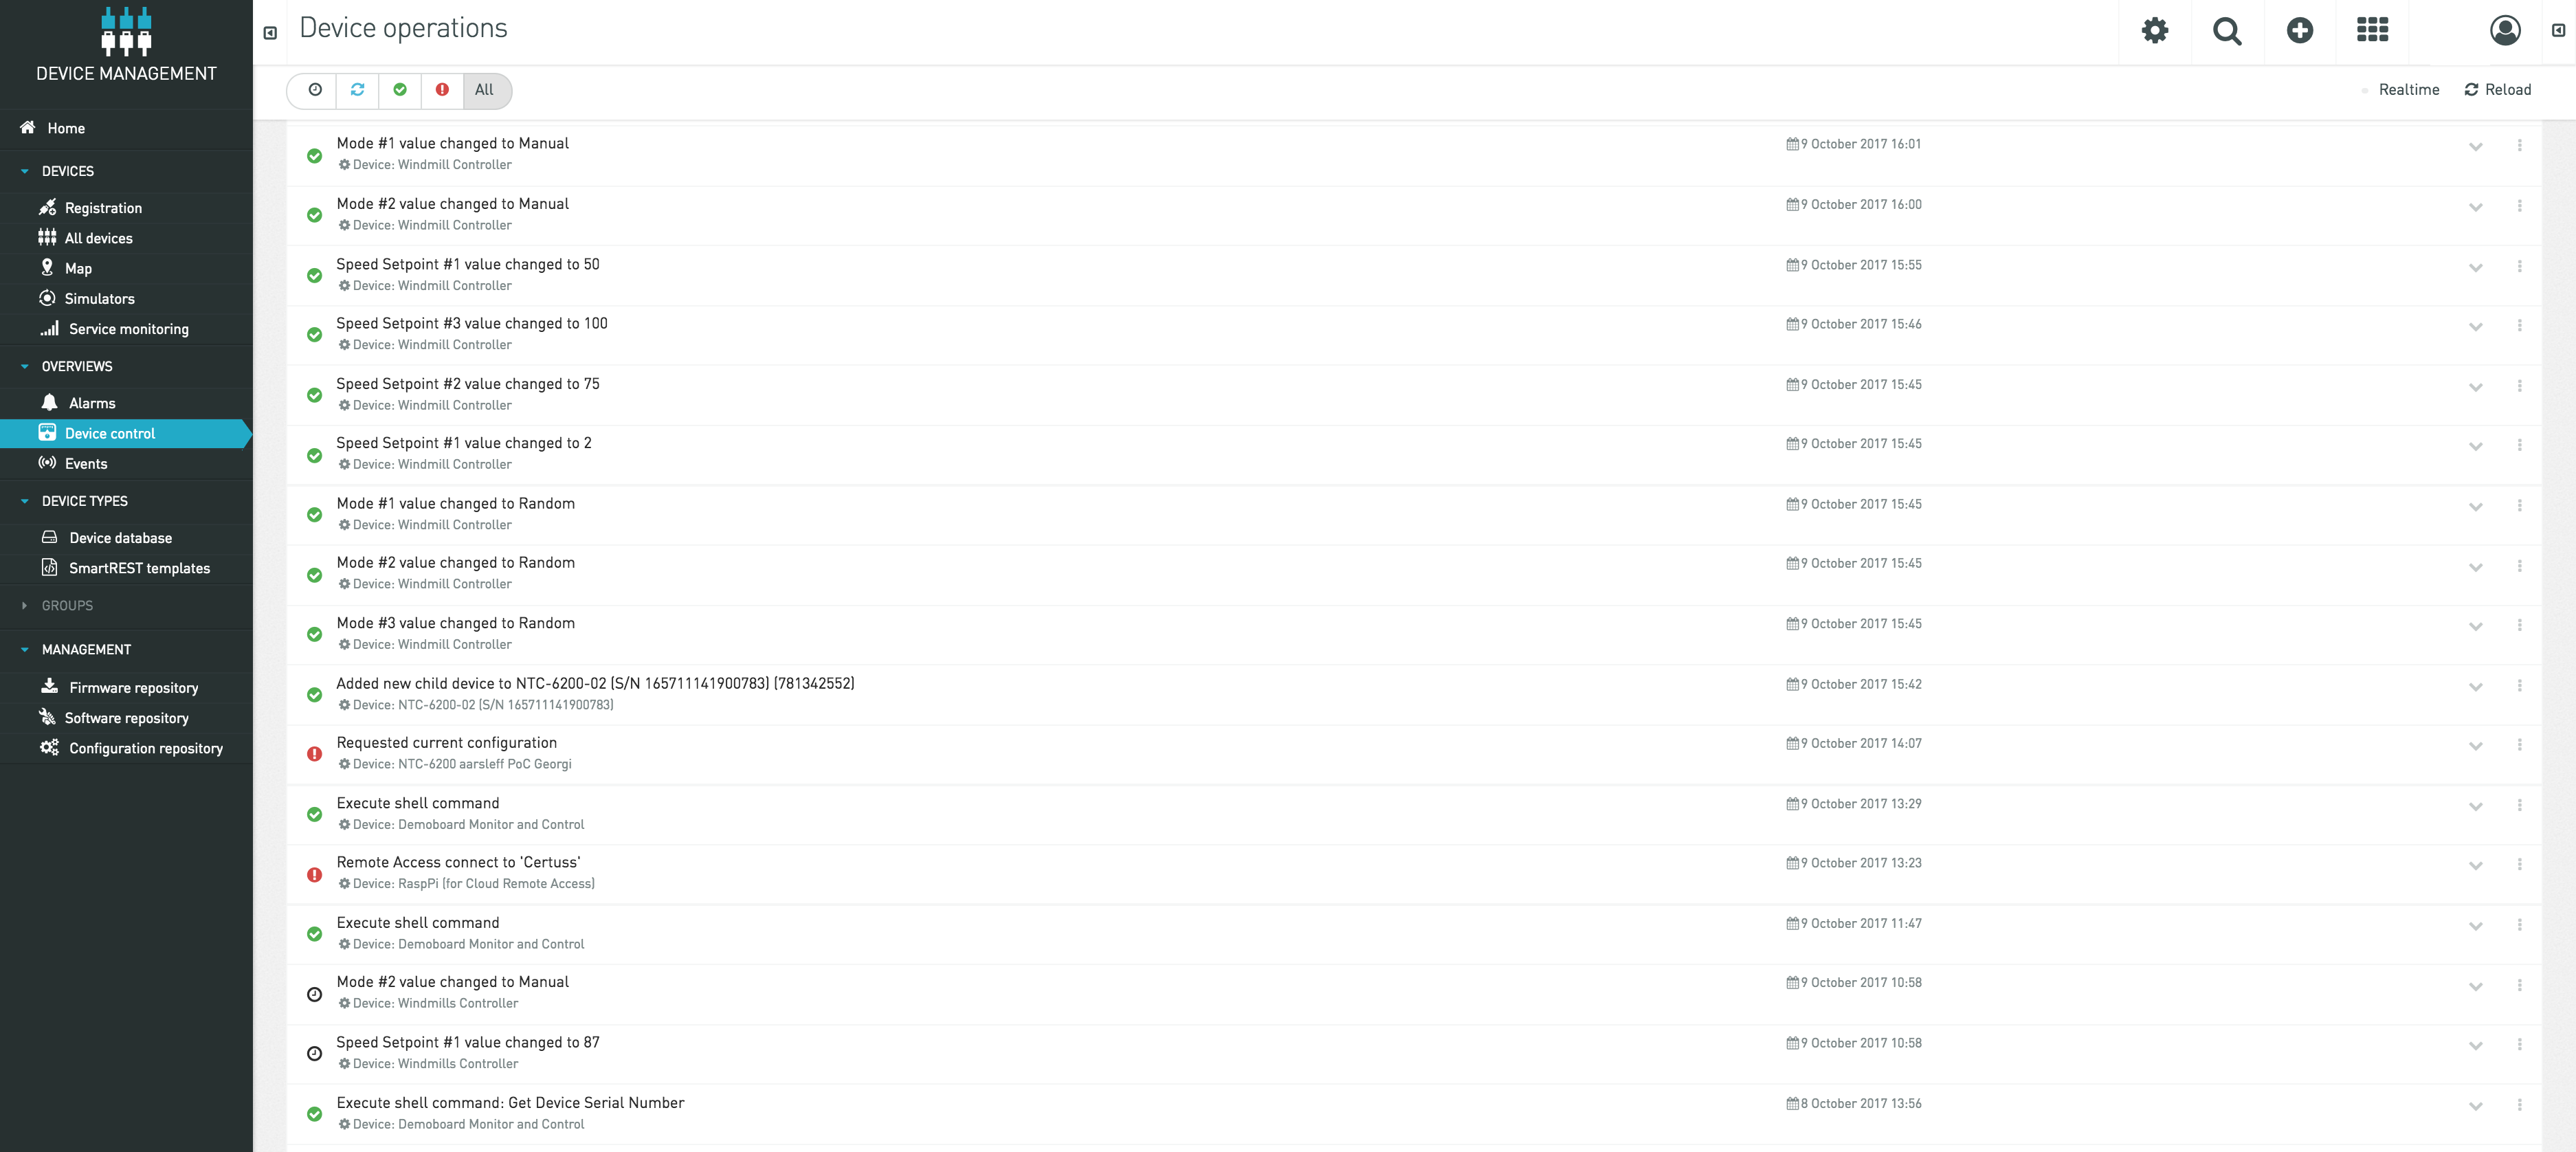 DEVICE MANAGEMENT
Home
DEVICES
Registration
All devices
Map
Simulators
Service monitoring
OVERVIEWS
Alarms
Device control
Events
DEVICE TYPES
Device database
SmartREST templates
GROUPS
MANAGEMENT
Firmware repository
Software repository
Configuration repository
Device operations
All
Realtime
Reload
Mode #1 value changed to Manual
9 October 2017 16:01
Device: Windmill Controller
Mode #2 value changed to Manual
9 October 2017 16:00
Device: Windmill Controller
Speed Setpoint #1 value changed to 50
9 October 2017 15:55
Device: Windmill Controller
Speed Setpoint #3 value changed to 100
9 October 2017 15:46
Device: Windmill Controller
Speed Setpoint #2 value changed to 75
9 October 2017 15:45
Device: Windmill Controller
Speed Setpoint #1 value changed to 2
9 October 2017 15:45
Device: Windmill Controller
Mode #1 value changed to Random
9 October 2017 15:45
Device: Windmill Controller
Mode #2 value changed to Random
9 October 2017 15:45
Device: Windmill Controller
Mode #3 value changed to Random
9 October 2017 15:45
Device: Windmill Controller
Added new child device to NTC-6200-02 (S/N 165711141900783) (781342552)
9 October 2017 15:42
Device: NTC-6200-02 (S/N 165711141900783)
Requested current configuration
9 October 2017 14:07
Device: NTC-6200 aarsleff PoC Georgi
Execute shell command
9 October 2017 13:29
Device: Demoboard Monitor and Control
Remote Access connect to 'Certuss'
9 October 2017 13:23
Device: RaspPi (for Cloud Remote Access)
Execute shell command
9 October 2017 11:47
Device: Demoboard Monitor and Control
Mode #2 value changed to Manual
9 October 2017 10:58
Device: Windmills Controller
Speed Setpoint #1 value changed to 87
9 October 2017 10:58
Device: Windmills Controller
Execute shell command: Get Device Serial Number
8 October 2017 13:56
Device: Demoboard Monitor and Control